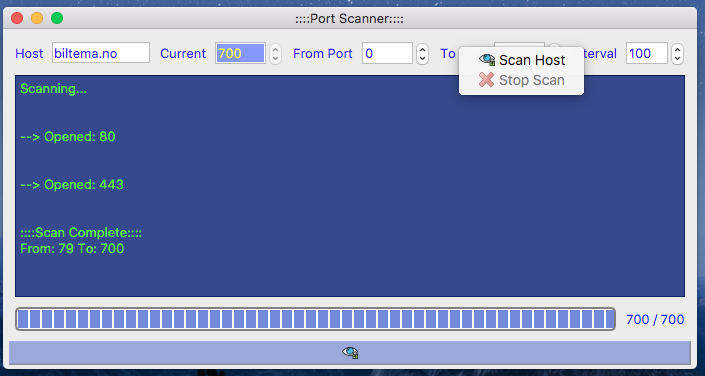 ::::Port Scanner::::
Host biltema.no Current 700 From Port 0 To Interval 100
Scan Host
Stop Scan
Scanning...
--> Opened: 80
--> Opened: 443
::::Scan Complete::::
From: 79 To: 700
700 / 700